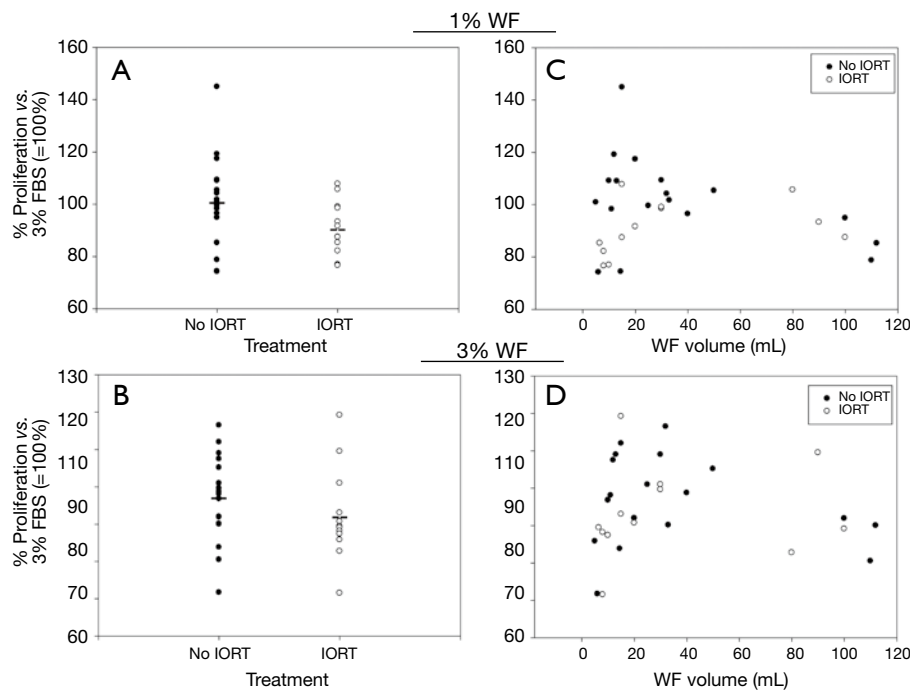 1% WF
A
% Proliferation vs.
3% FBS (=100%)
160
140
120
100
80
60
No IORT
IORT
Treatment
C
No IORT
IORT
160
140
120
100
80
60
0
20
40
60
80
100
120
WF volume (mL)
3% WF
B
% Proliferation vs.
3% FBS (=100%)
130
120
110
90
80
70
60
No IORT
IORT
Treatment
D
No IORT
IORT
130
120
110
90
80
70
60
0
20
40
60
80
100
120
WF volume (mL)